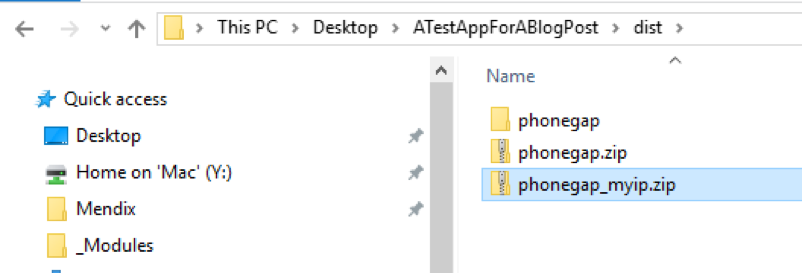 This PC > Desktop > ATestAppForABlogPost > dist >
Quick access
Desktop
Home on 'Mac' (Y:)
Mendix
_Modules
Name
phonegap
phonegap.zip
phonegap_myip.zip